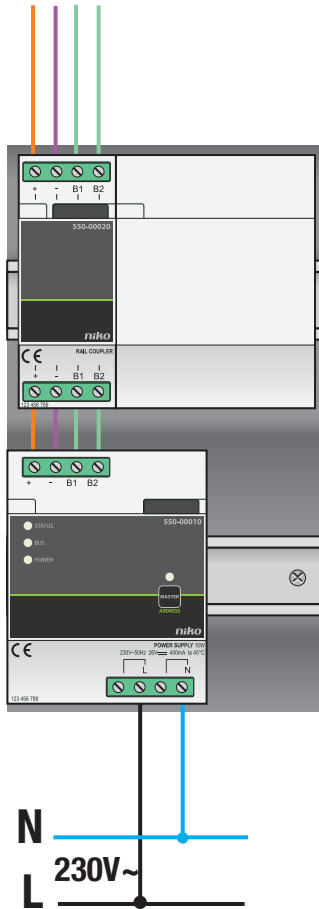 + - B1 B2
550-00020
niko
CE RAIL COUPLER
+ - B1 B2
123 456 789
+ - B1 B2
550-00010
STATUS
BUS
POWER
MASTER
ADDRESS
niko
CE POWER SUPPLY 10W
230V~50Hz 26V⎓ 400mA ta 45°C
L N
123 456 789
N
230V~
L